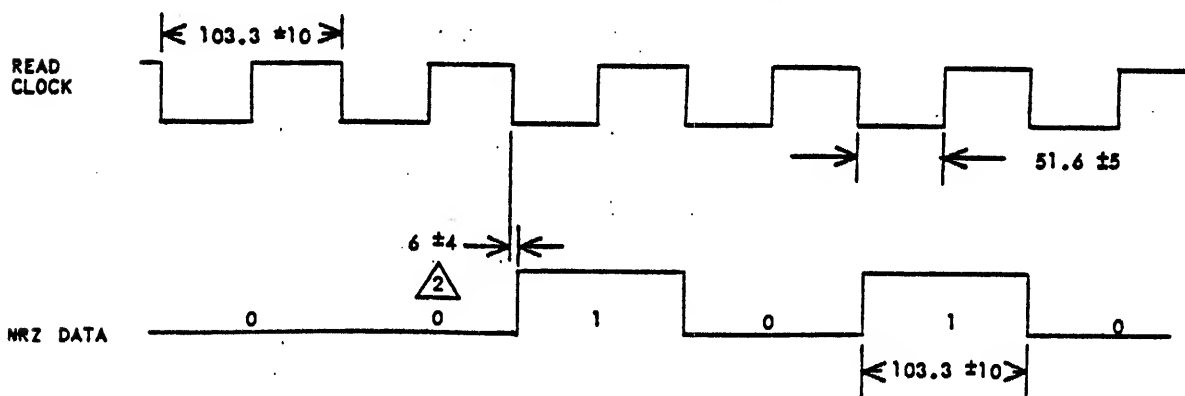 103.3 ±10
READ
CLOCK
51.6 ±5
6 ±4
2
NRZ DATA
0 0 1 0 1 0
103.3 ±10